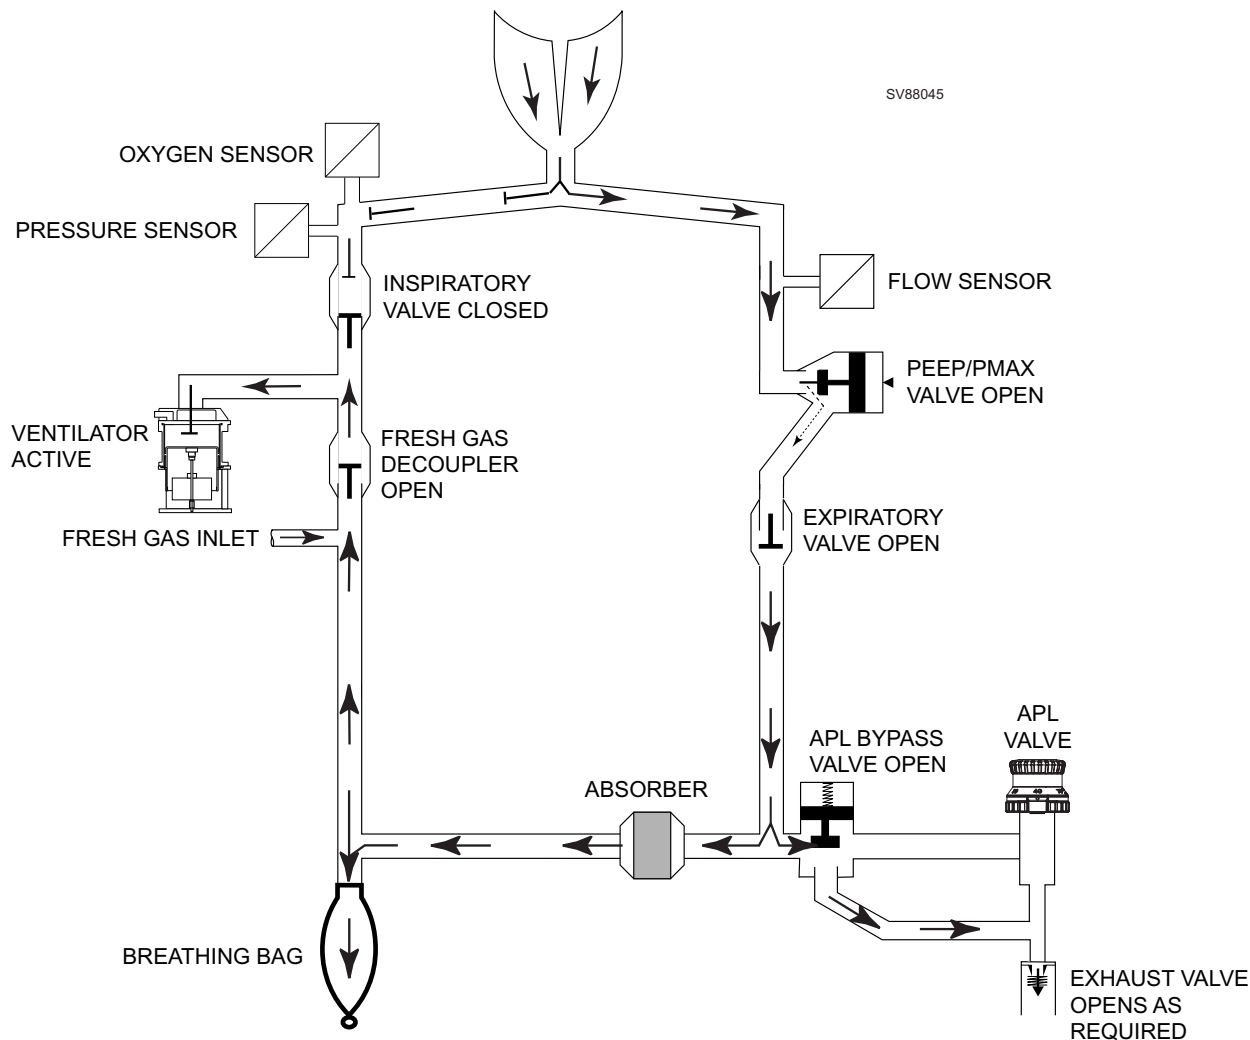 SV88045
OXYGEN SENSOR
PRESSURE SENSOR
INSPIRATORY
VALVE CLOSED
FLOW SENSOR
PEEP/PMAX
VALVE OPEN
VENTILATOR
ACTIVE
FRESH GAS
DECOUPLER
OPEN
FRESH GAS INLET
EXPIRATORY
VALVE OPEN
APL
VALVE
APL BYPASS
VALVE OPEN
ABSORBER
40
BREATHING BAG
EXHAUST VALVE
OPENS AS
REQUIRED